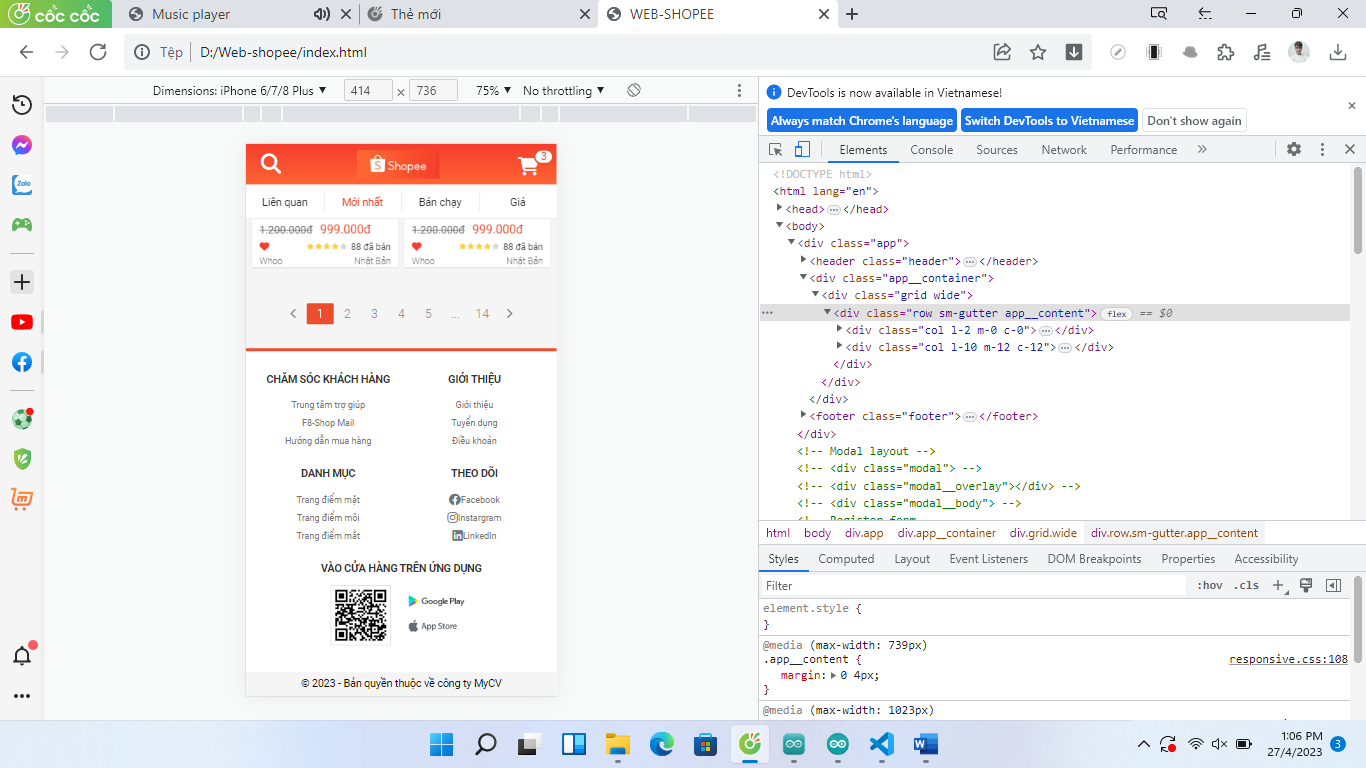 cốc cốc
Music player
Thẻ mới
WEB-SHOPEE
Tệp
D:/Web-shopee/index.html
Dimensions: iPhone 6/7/8 Plus
414 × 736
75%
No throttling
DevTools is now available in Vietnamese!
Always match Chrome's language
Switch DevTools to Vietnamese
Don't show again
Elements
Console
Sources
Network
Performance
»
Zalo
S Shopee
3
Liên quan
Mới nhất
Bán chạy
Giá
1.200.000đ 999.000đ
88 đã bán
Whoo Nhật Bản
1.200.000đ 999.000đ
88 đã bán
Whoo Nhật Bản
1 2 3 4 5 ... 14
CHĂM SÓC KHÁCH HÀNG
Trung tâm trợ giúp
F8-Shop Mail
Hướng dẫn mua hàng
GIỚI THIỆU
Giới thiệu
Tuyển dụng
Điều khoản
DANH MỤC
Trang điểm mặt
Trang điểm môi
Trang điểm mắt
THEO DÕI
Facebook
Instargram
LinkedIn
VÀO CỬA HÀNG TRÊN ỨNG DỤNG
Google Play
App Store
© 2023 - Bản quyền thuộc về công ty MyCV
<!DOCTYPE html>
<html lang="en">
<head>…</head>
<body>
<div class="app">
<header class="header">…</header>
<div class="app__container">
<div class="grid wide">
… <div class="row sm-gutter app__content"> flex == $0
<div class="col l-2 m-0 c-0">…</div>
<div class="col l-10 m-12 c-12">…</div>
</div>
</div>
</div>
<footer class="footer">…</footer>
</div>
<!-- Modal layout -->
<!-- <div class="modal"> -->
<!-- <div class="modal__overlay"></div> -->
<!-- <div class="modal__body"> -->
<!-- Register form
html body div.app div.app__container div.grid.wide div.row.sm-gutter.app__content
Styles
Computed
Layout
Event Listeners
DOM Breakpoints
Properties
Accessibility
Filter
:hov .cls +
element.style {
}
@media (max-width: 739px)
.app__content { responsive.css:108
margin: 0 4px;
}
@media (max-width: 1023px)
1:06 PM
27/4/2023
3